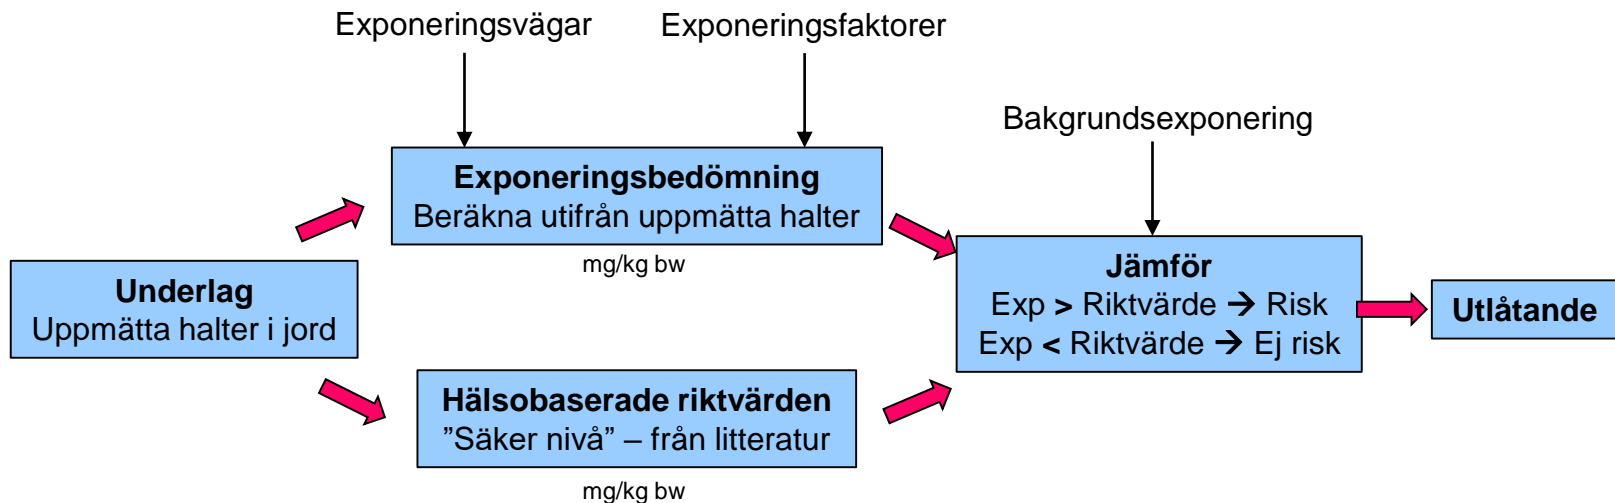 Exponeringsvägar
Exponeringsfaktorer
Bakgrundsexponering
Exponeringsbedömning
Beräkna utifrån uppmätta halter
mg/kg bw
Underlag
Uppmätta halter i jord
Jämför
Exp > Riktvärde → Risk
Exp < Riktvärde → Ej risk
Utlåtande
Hälsobaserade riktvärden
”Säker nivå” – från litteratur
mg/kg bw